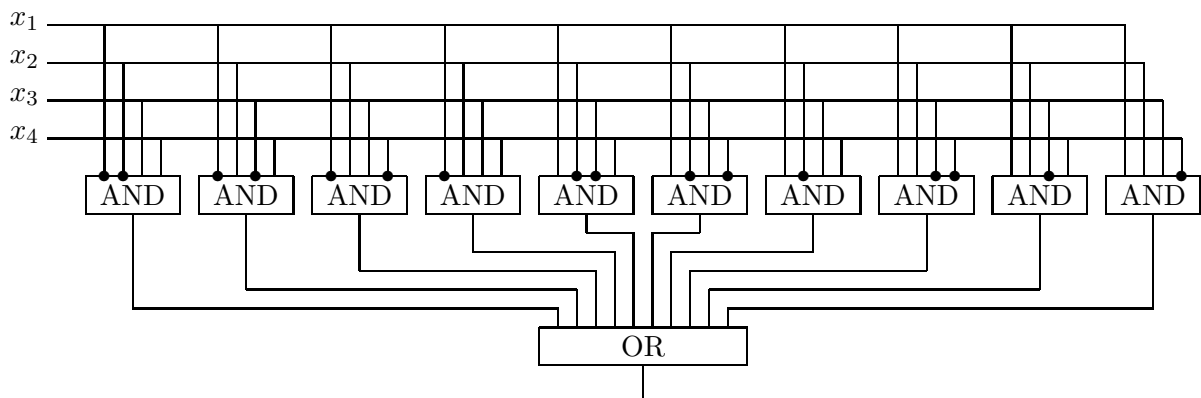 x₁
x₂
x₃
x₄
AND AND AND AND AND AND AND AND AND AND
OR